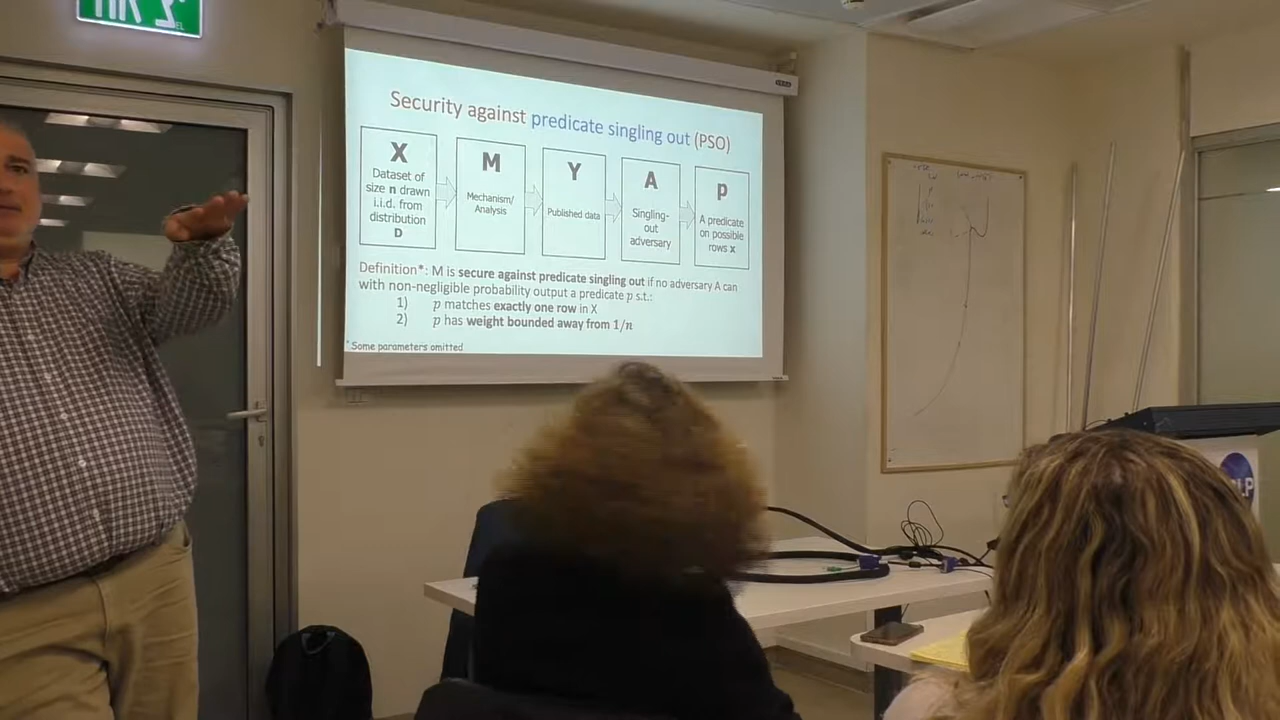 Security against predicate singling out (PSO)
X
Dataset of
size n drawn
i.i.d. from
distribution
D
M
Mechanism/
Analysis
Y
Published data
A
Singling-
out
adversary
p
A predicate
on possible
rows x
Definition*: M is secure against predicate singling out if no adversary A can
with non-negligible probability output a predicate p s.t.:
1) p matches exactly one row in X
2) p has weight bounded away from 1/n
* Some parameters omitted